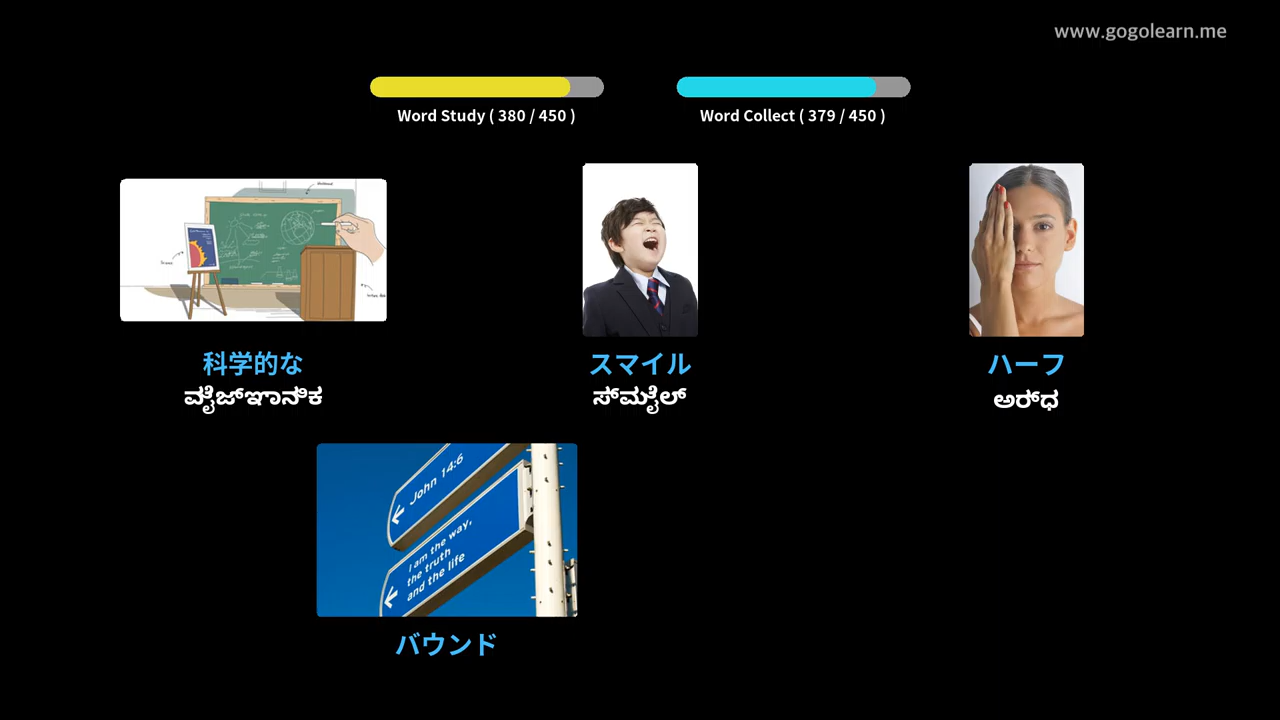 www.gogolearn.me
Word Study ( 380 / 450 )
Word Collect ( 379 / 450 )
科学的な
ವೈಜ್ಞಾನಿಕ
スマイル
ಸ್ಮೈಲ್
ハーフ
ಅರ್ಧ
John 14:6
I am the way,
the truth
and the life
バウンド